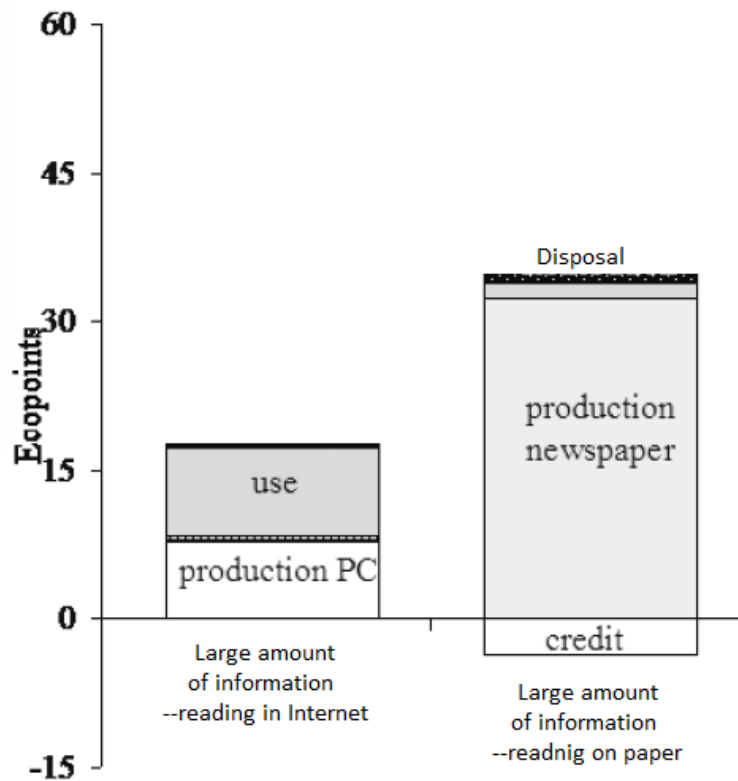 60
45
30
15
0
-15
Ecopoints
Disposal
production
newspaper
use
production PC
credit
Large amount
of information
--reading in Internet
Large amount
of information
--readnig on paper